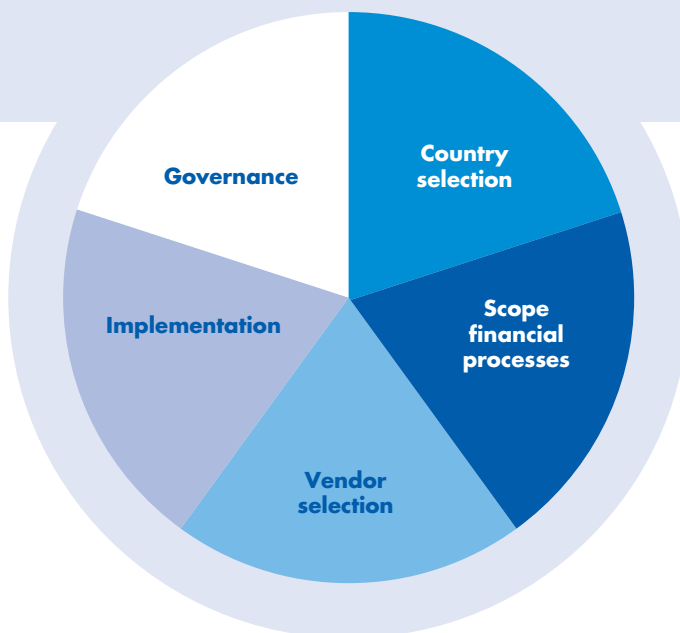 Governance
Country
selection
Scope
financial
processes
Implementation
Vendor
selection